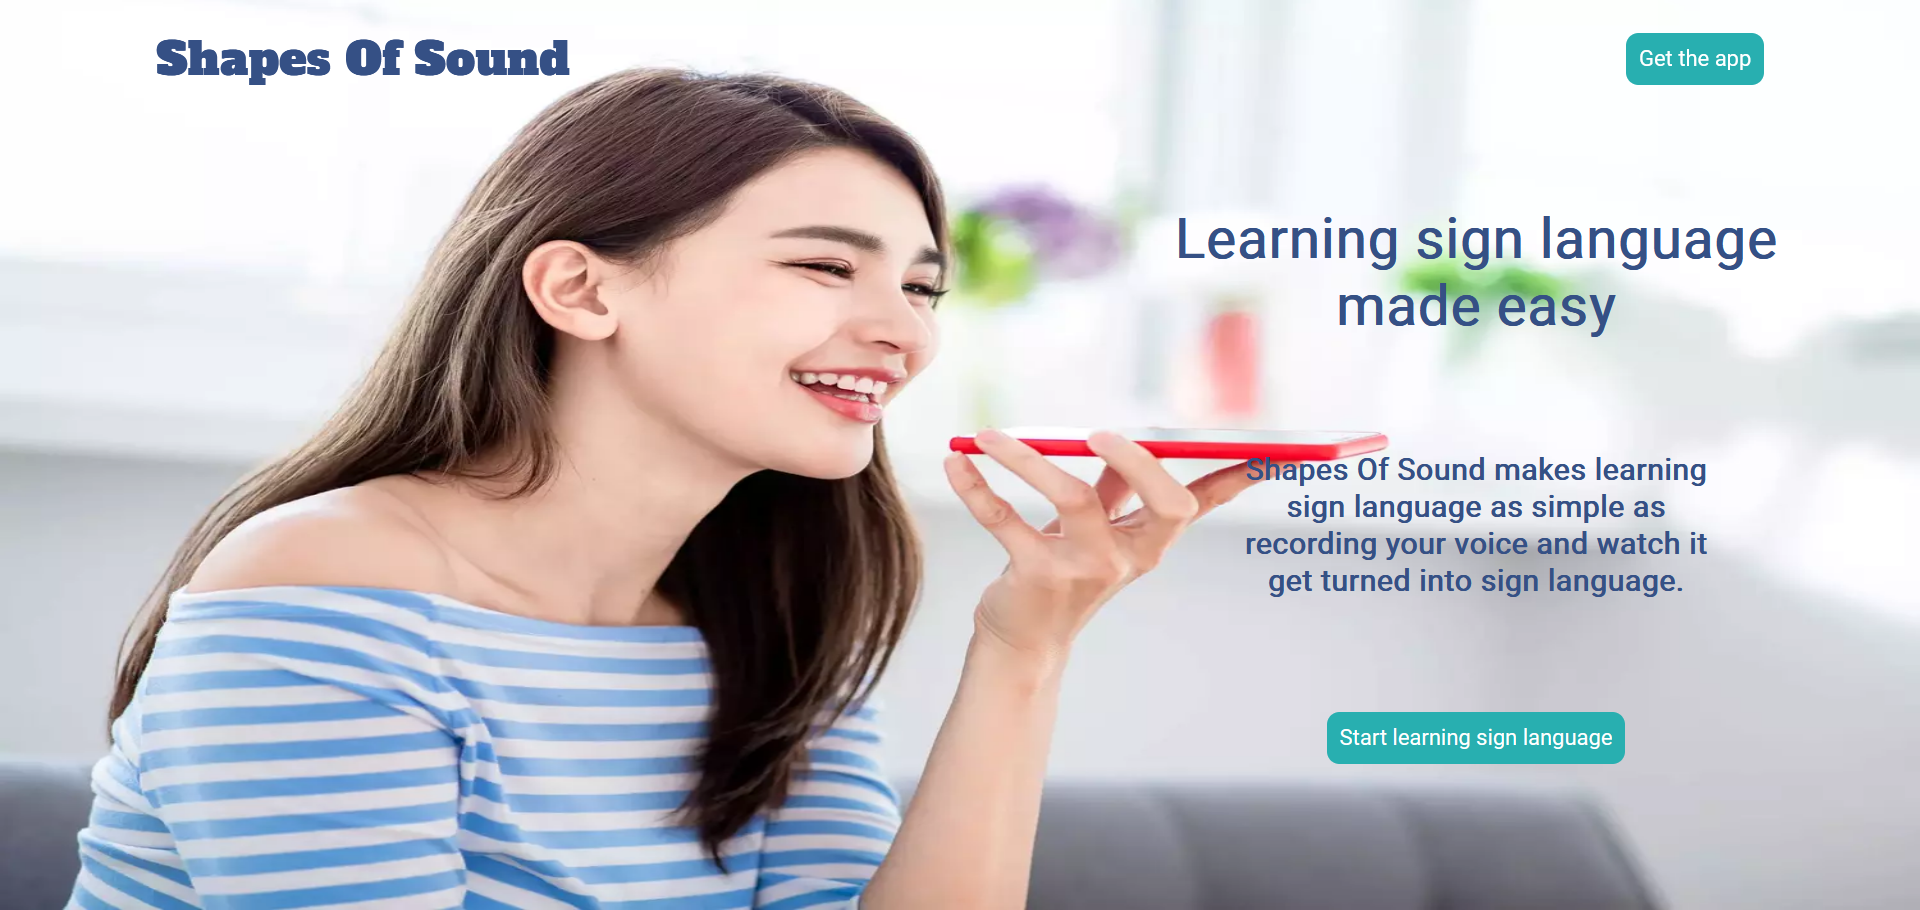 Shapes Of Sound
Get the app
Learning sign language
made easy
Shapes Of Sound makes learning
sign language as simple as
recording your voice and watch it
get turned into sign language.
Start learning sign language